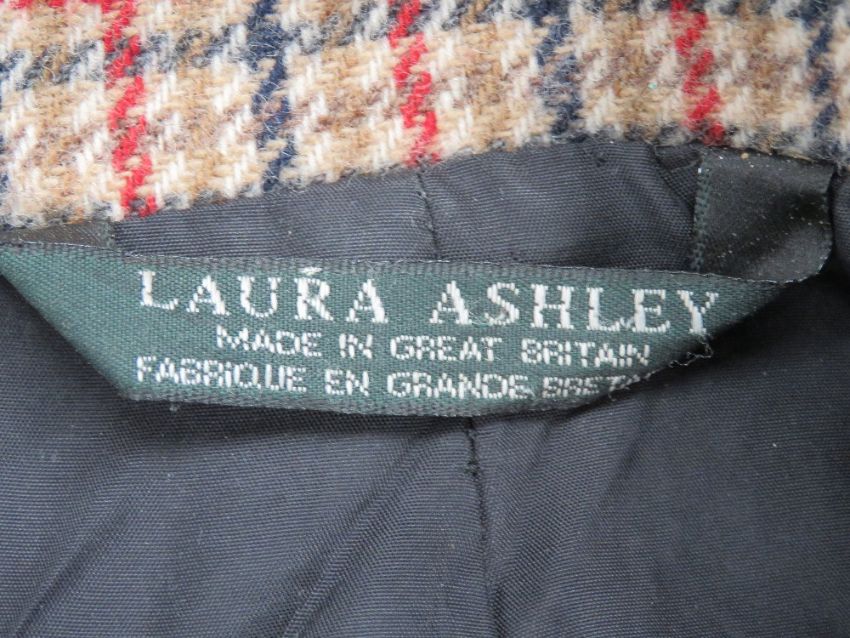 LAURA ASHLEY
MADE IN GREAT BRITAIN
FABRIQUE EN GRANDE